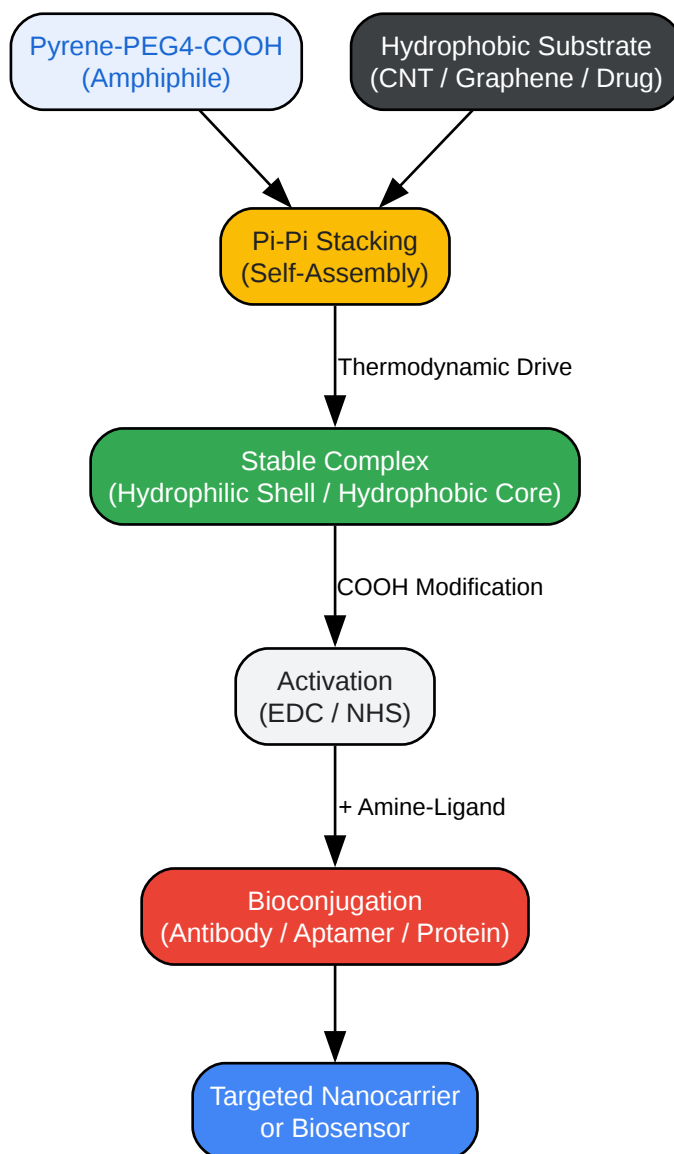 Pyrene-PEG4-COOH
(Amphiphile)
Hydrophobic Substrate
(CNT / Graphene / Drug)
Pi-Pi Stacking
(Self-Assembly)
Thermodynamic Drive
Stable Complex
(Hydrophilic Shell / Hydrophobic Core)
COOH Modification
Activation
(EDC / NHS)
+ Amine-Ligand
Bioconjugation
(Antibody / Aptamer / Protein)
Targeted Nanocarrier
or Biosensor